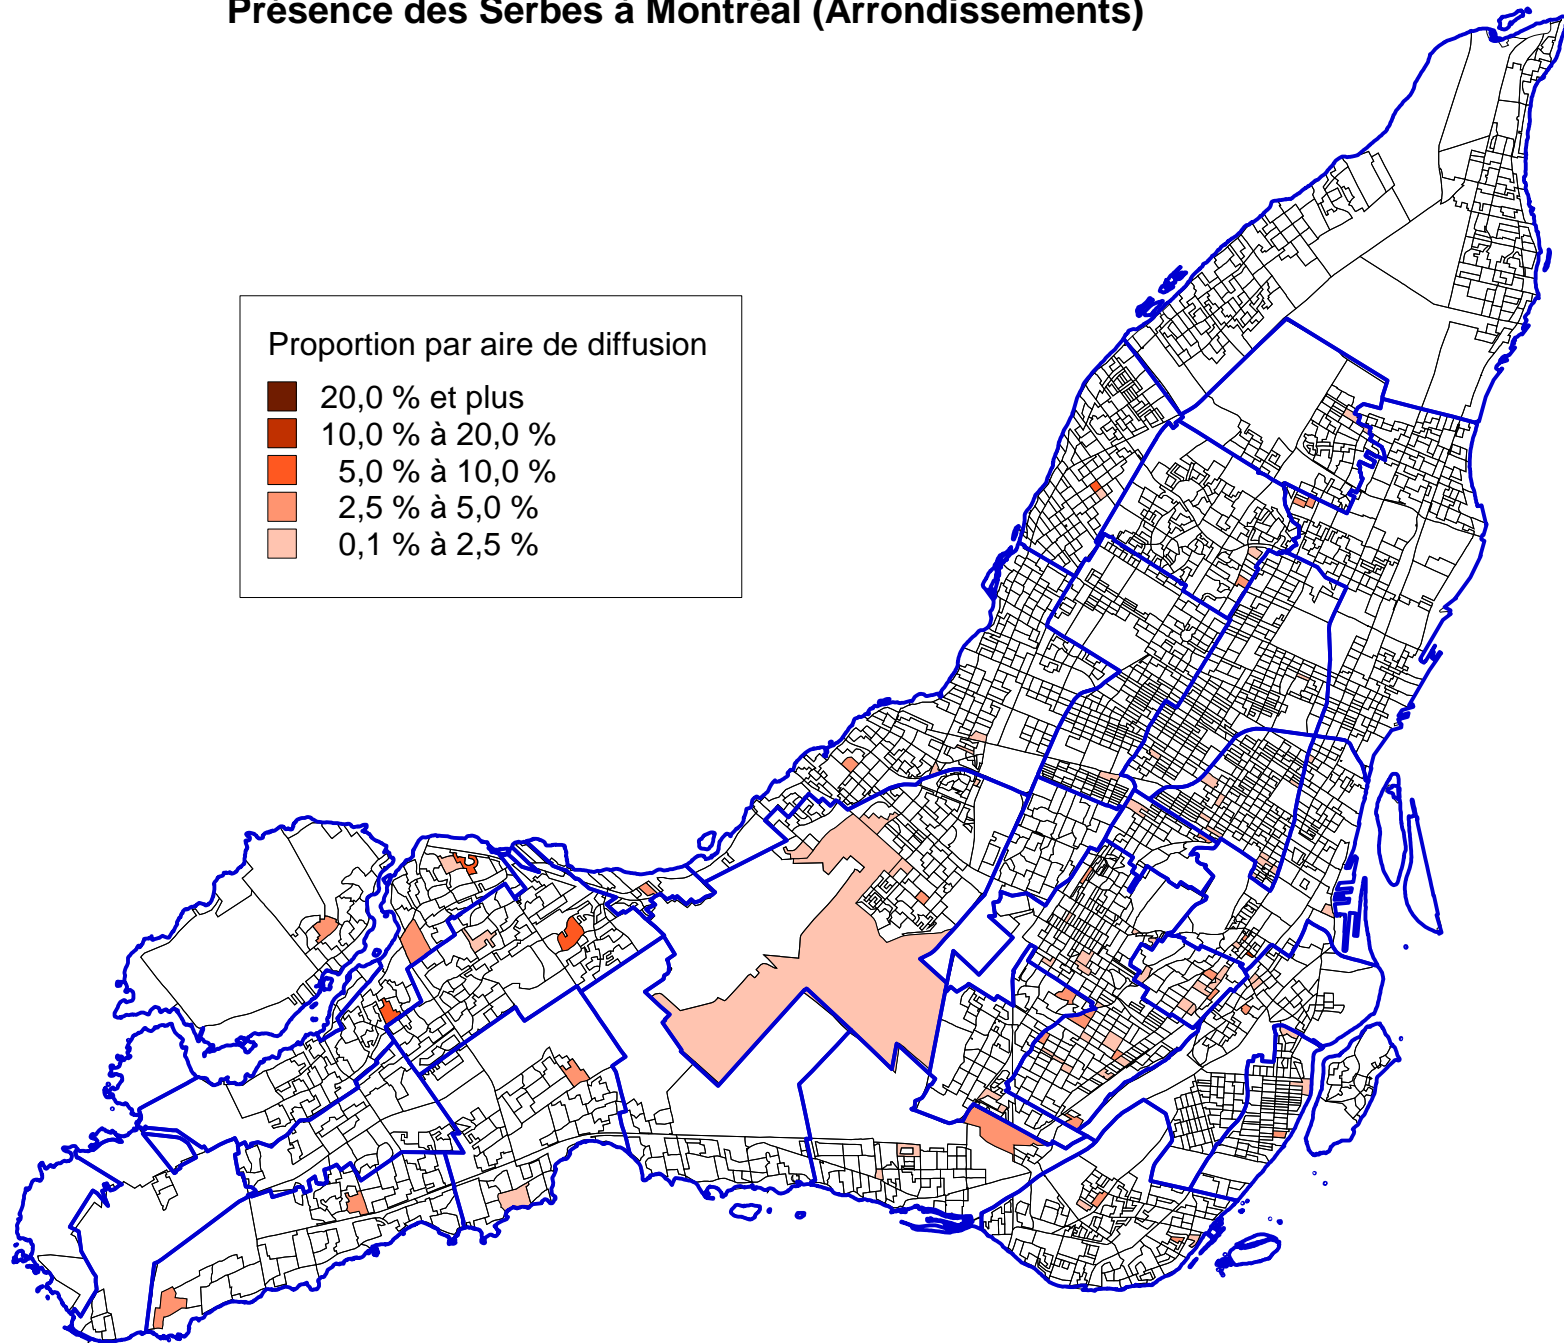 Présence des Serbes à Montréal (Arrondissements)
Proportion par aire de diffusion
20,0 % et plus
10,0 % à 20,0 %
5,0 % à 10,0 %
2,5 % à 5,0 %
0,1 % à 2,5 %